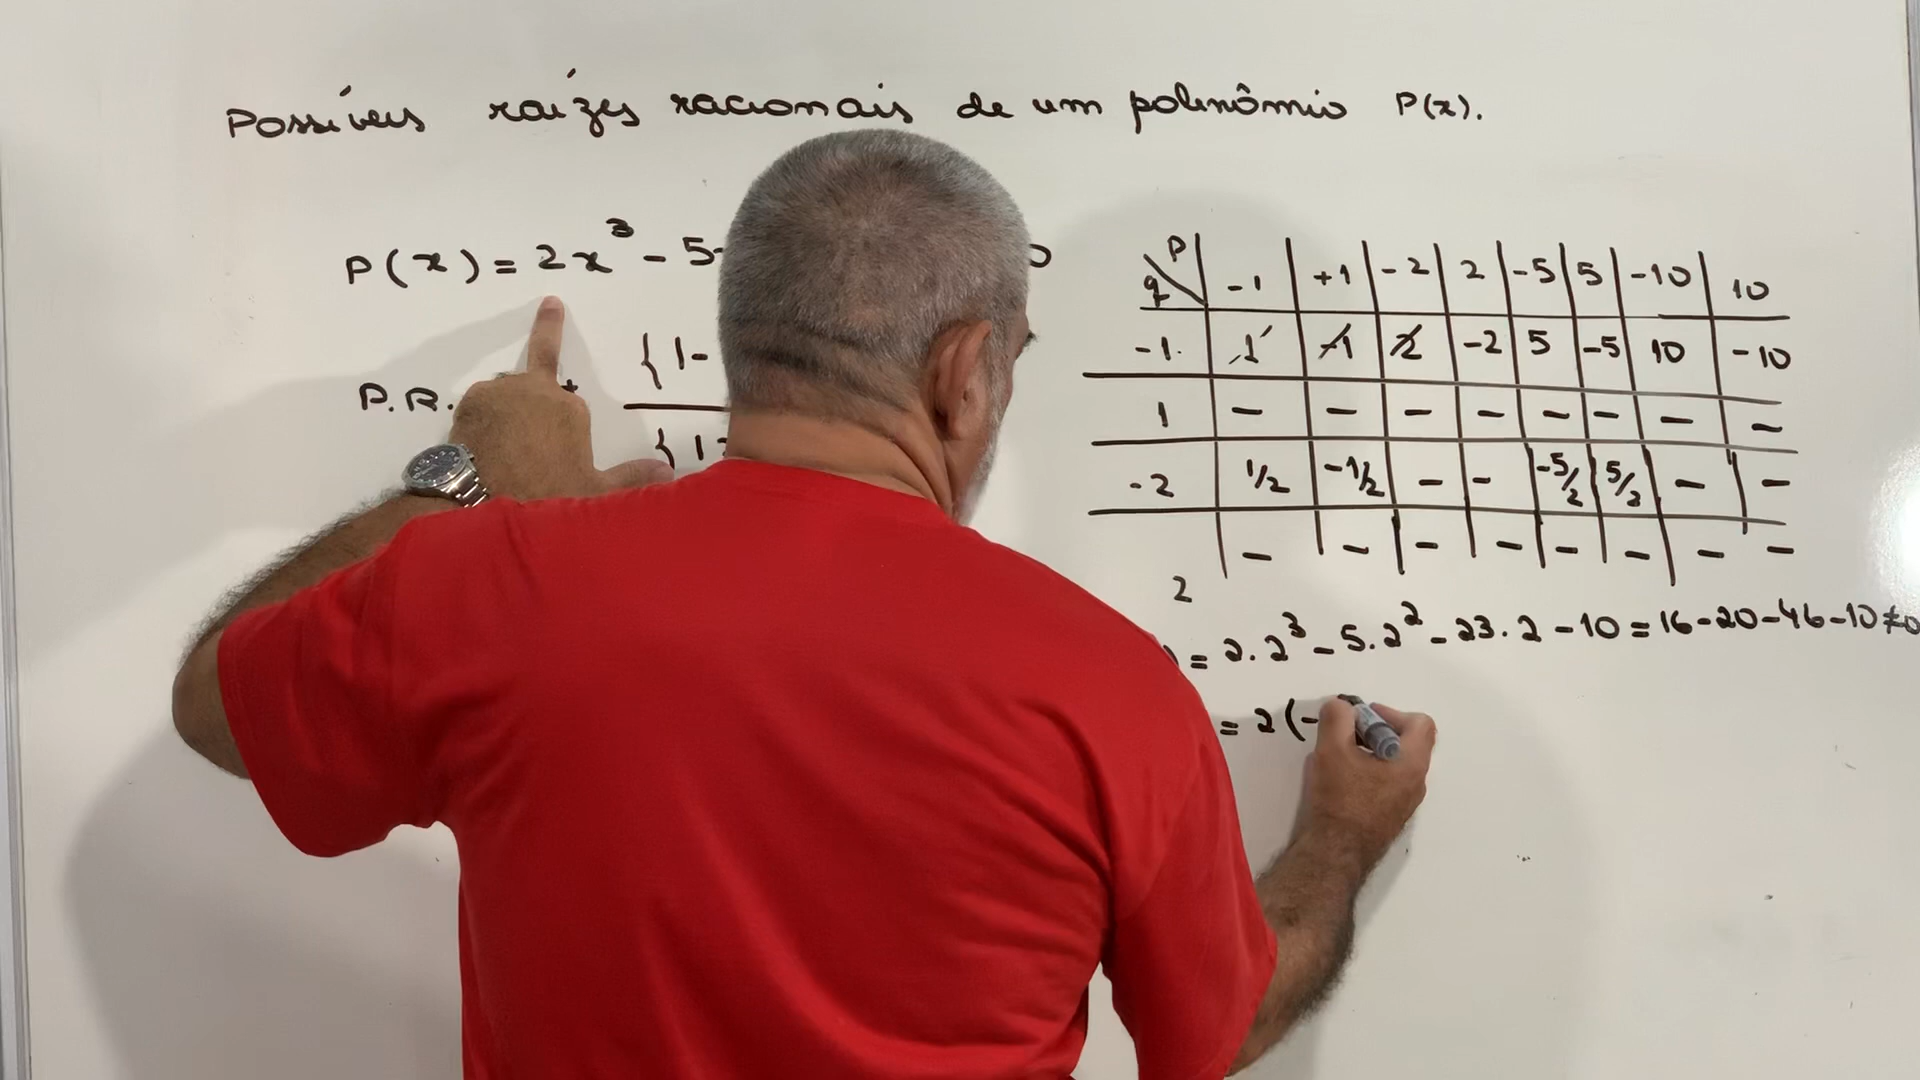 Possíveis raízes racionais de um polinômio P(x).
P(x) = 2x³ - 5
P.R. ±
{1-
{1
P
q -1 +1 -2 2 -5 5 -10 10
-1 1 -1 2 -2 5 -5 10 -10
1 - - - - - - - -
-2 1/2 -1/2 - - -5/2 5/2 - -
- - - - - - - -
2
) = 2.2³ - 5.2² - 23.2 - 10 = 16-20-46-10≠0
= 2(-